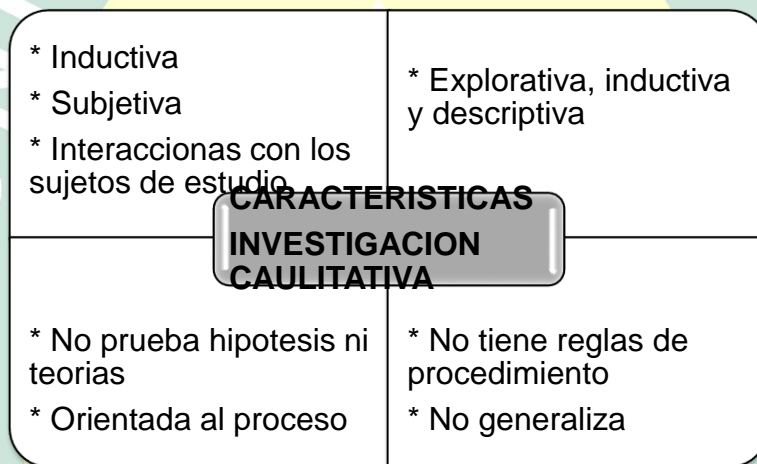 * Inductiva
* Subjetiva
* Interaccionas con los
sujetos de estudio
* Explorativa, inductiva
y descriptiva
CARACTERISTICAS
INVESTIGACION
CAULITATIVA
* No prueba hipotesis ni
teorias
* Orientada al proceso
* No tiene reglas de
procedimiento
* No generaliza